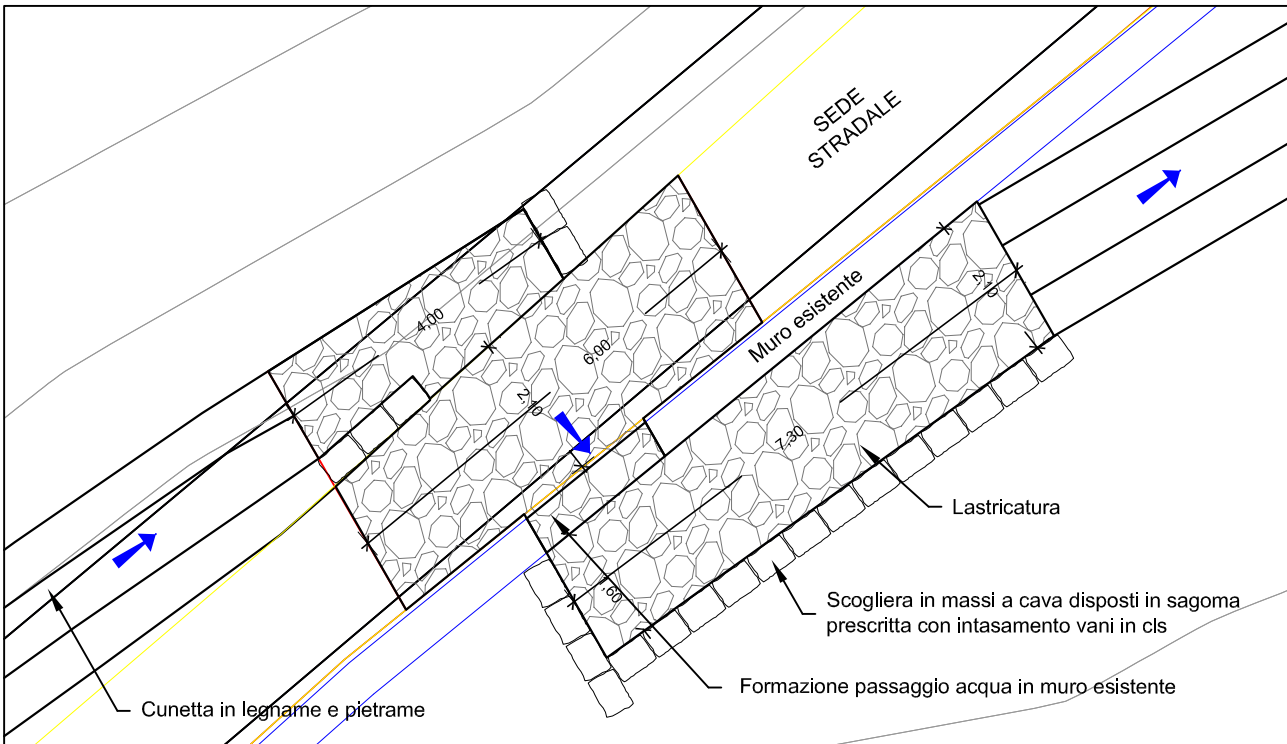 SEDE
STRADALE
Muro esistente
4,00
6,00
2,10
2,10
7,30
Lastricatura
Scogliera in massi a cava disposti in sagoma
prescritta con intasamento vani in cls
Formazione passaggio acqua in muro esistente
Cunetta in legname e pietrame